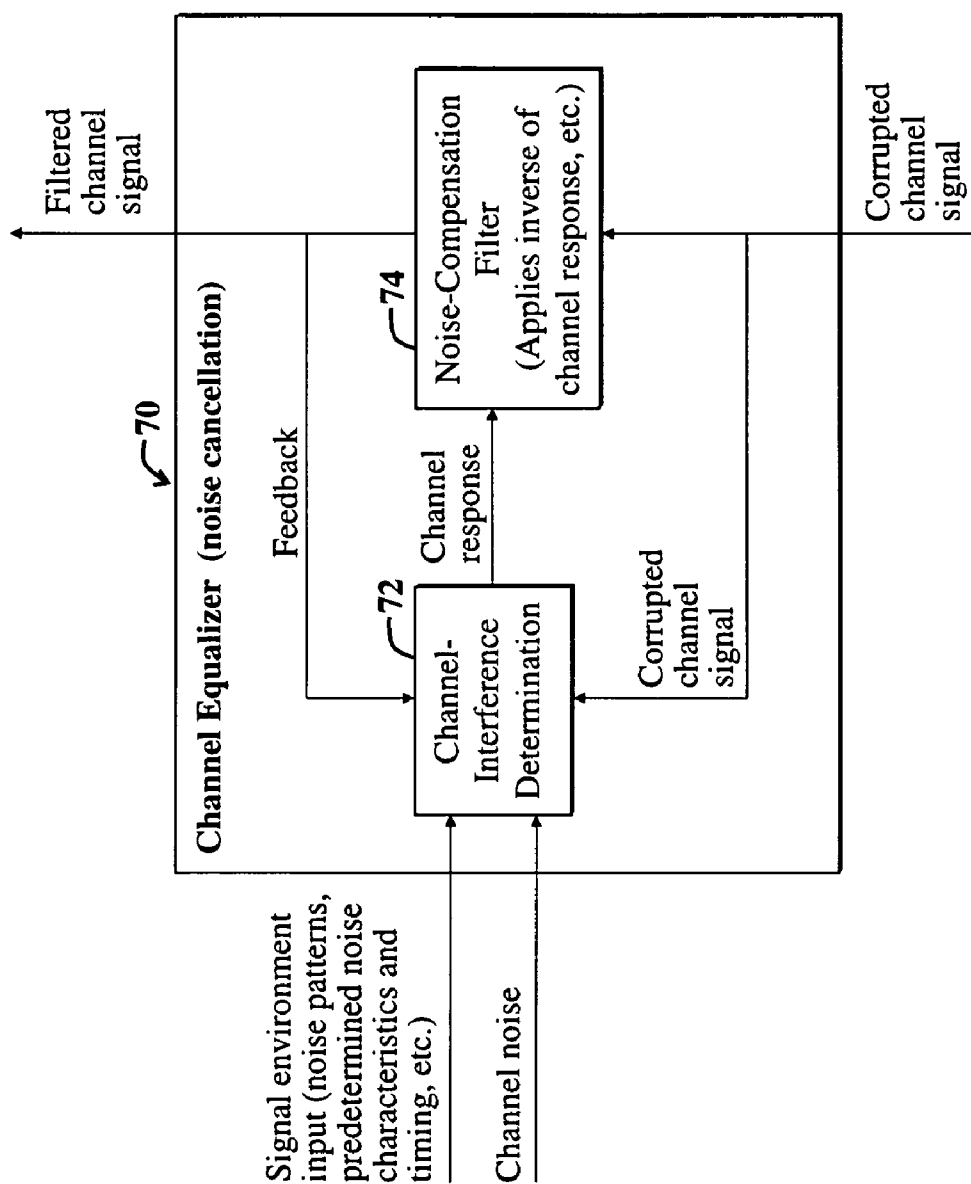 70
Channel Equalizer (noise cancellation)
Signal environment
input (noise patterns,
predetermined noise
characteristics and
timing, etc.)
Channel noise
Feedback
72
Channel-
Interference
Determination
Channel
response
Corrupted
channel
signal
74
Noise-Compensation
Filter
(Applies inverse of
channel response, etc.)
Filtered
channel
signal
Corrupted
channel
signal